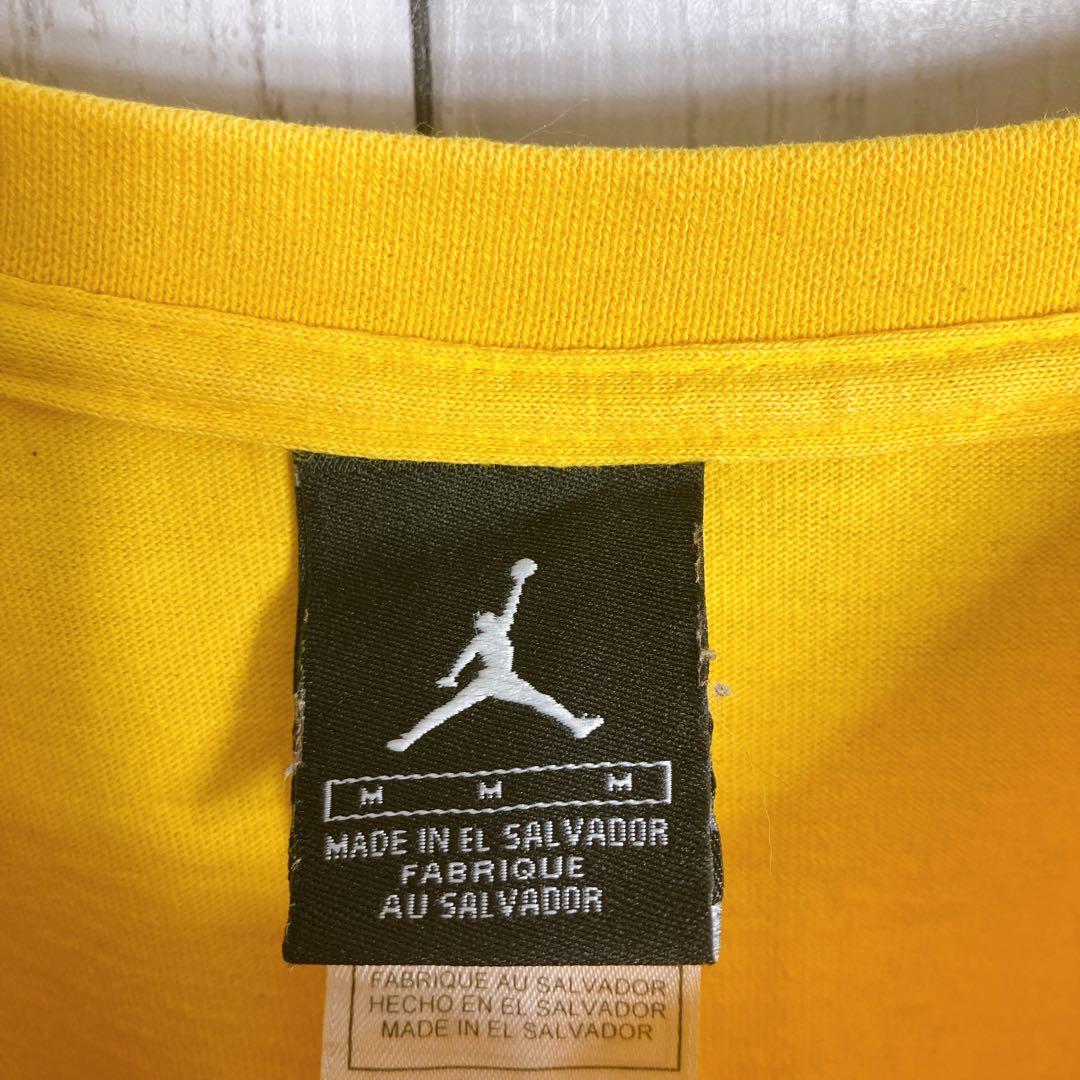 M M M
MADE IN EL SALVADOR
FABRIQUE
AU SALVADOR
FABRIQUE AU SALVADOR
HECHO EN EL SALVADOR
MADE IN EL SALVADOR